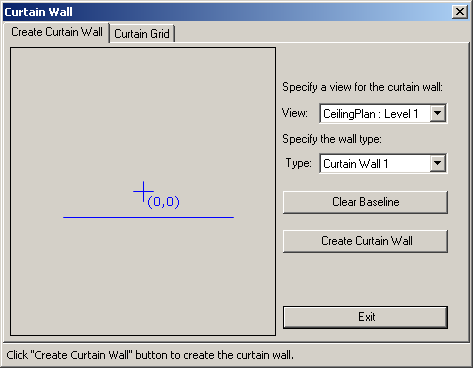 Curtain Wall
Create Curtain Wall
Curtain Grid
Specify a view for the curtain wall:
View: CeilingPlan : Level 1
Specify the wall type:
Type: Curtain Wall 1
(0,0)
Clear Baseline
Create Curtain Wall
Exit
Click "Create Curtain Wall" button to create the curtain wall.